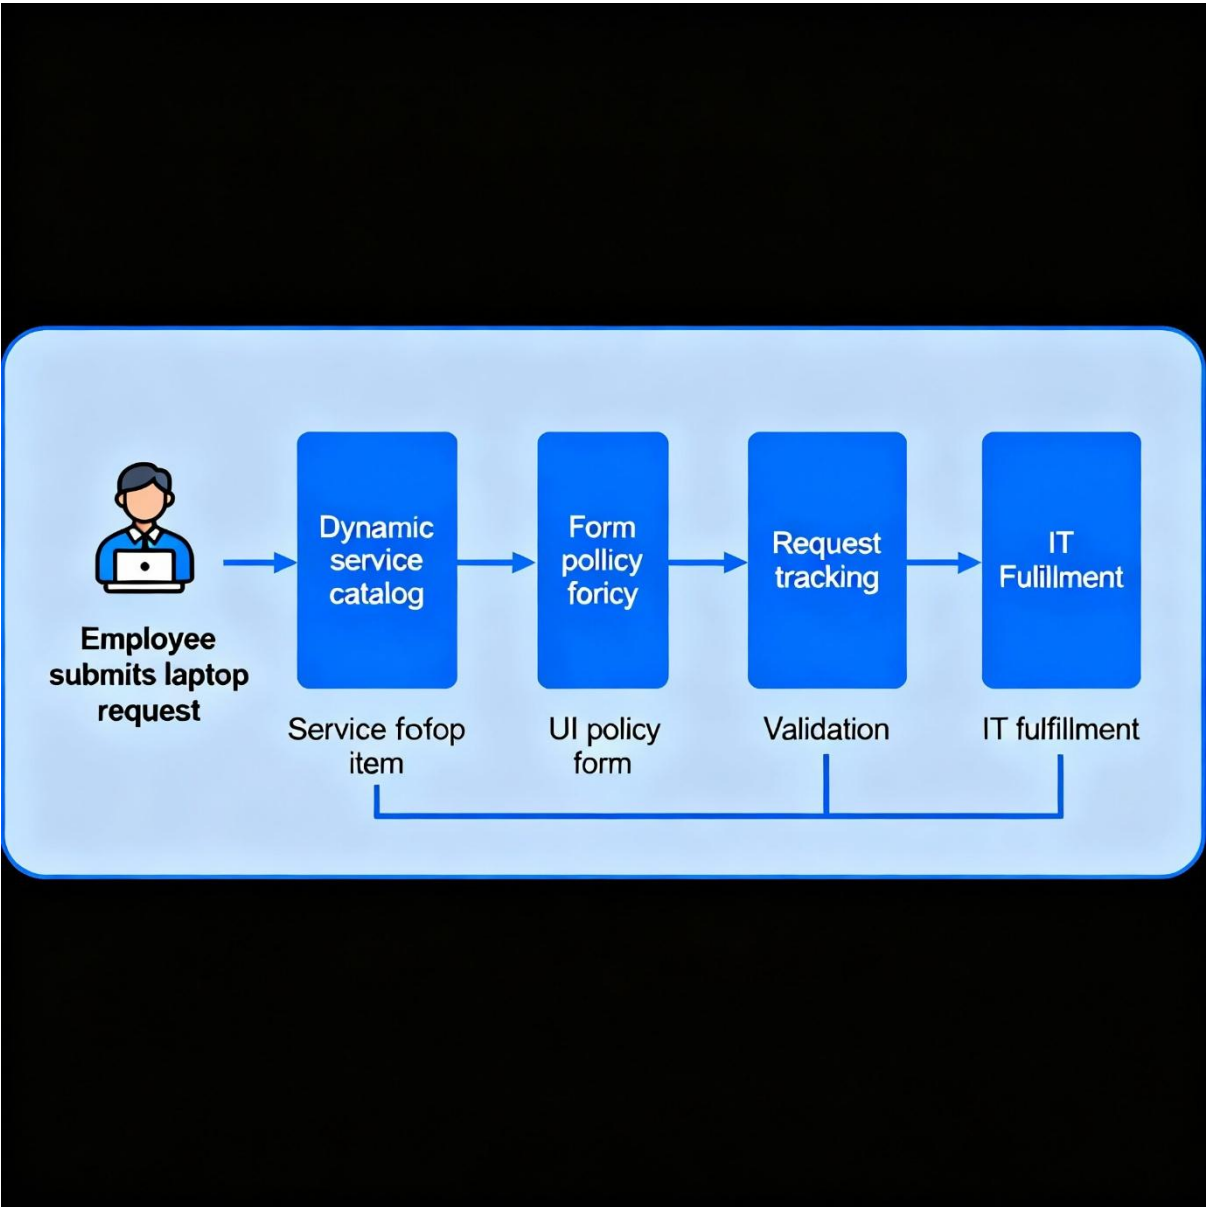 Dynamic
service
catalog
Form
pollicy
foricy
Request
tracking
IT
Fulillment
Employee
submits laptop
request
Service fofop
item
UI policy
form
Validation
IT fulfillment